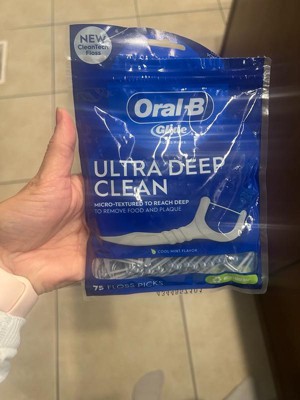 NEW
CleanTech
Floss
Oral-B
Glide
ULTRA DEEP
CLEAN
MICRO-TEXTURED TO REACH DEEP
TO REMOVE FOOD AND PLAQUE
COOL MINT FLAVOR
75 FLOSS PICKS